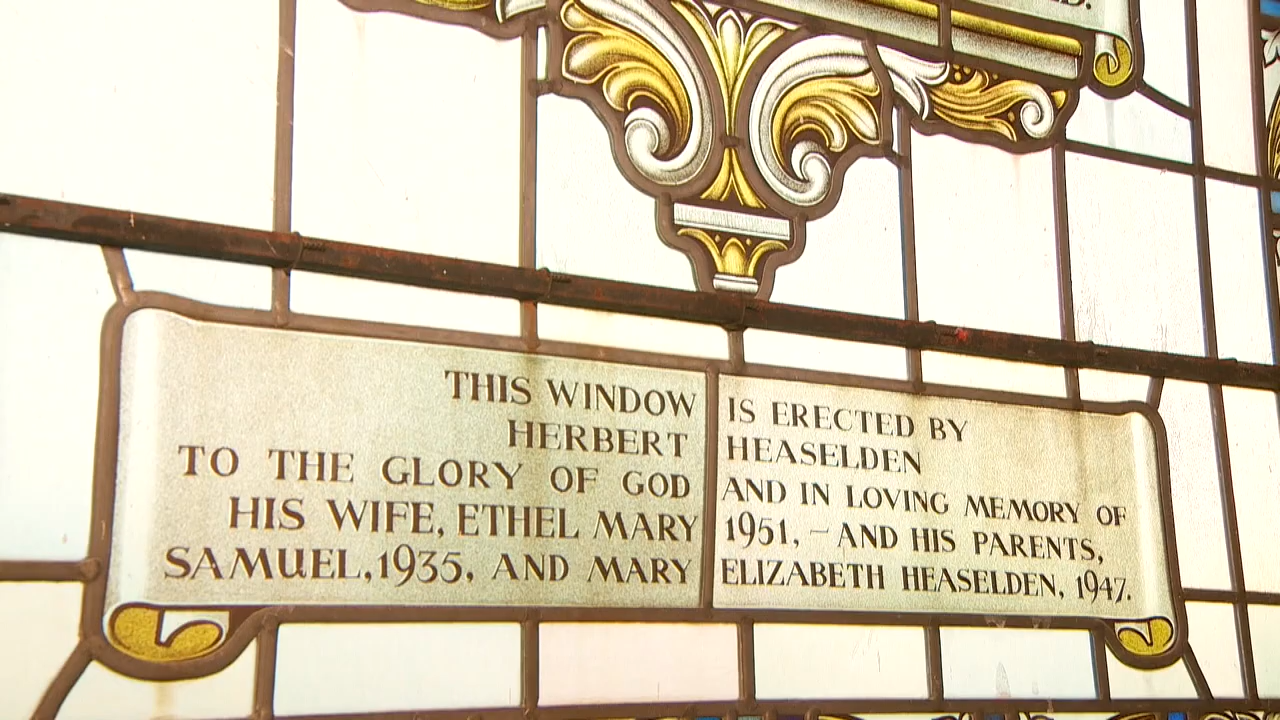 D.
THIS WINDOW IS ERECTED BY
HERBERT HEASELDEN
TO THE GLORY OF GOD AND IN LOVING MEMORY OF
HIS WIFE, ETHEL MARY 1951, – AND HIS PARENTS,
SAMUEL, 1935, AND MARY ELIZABETH HEASELDEN, 1947.